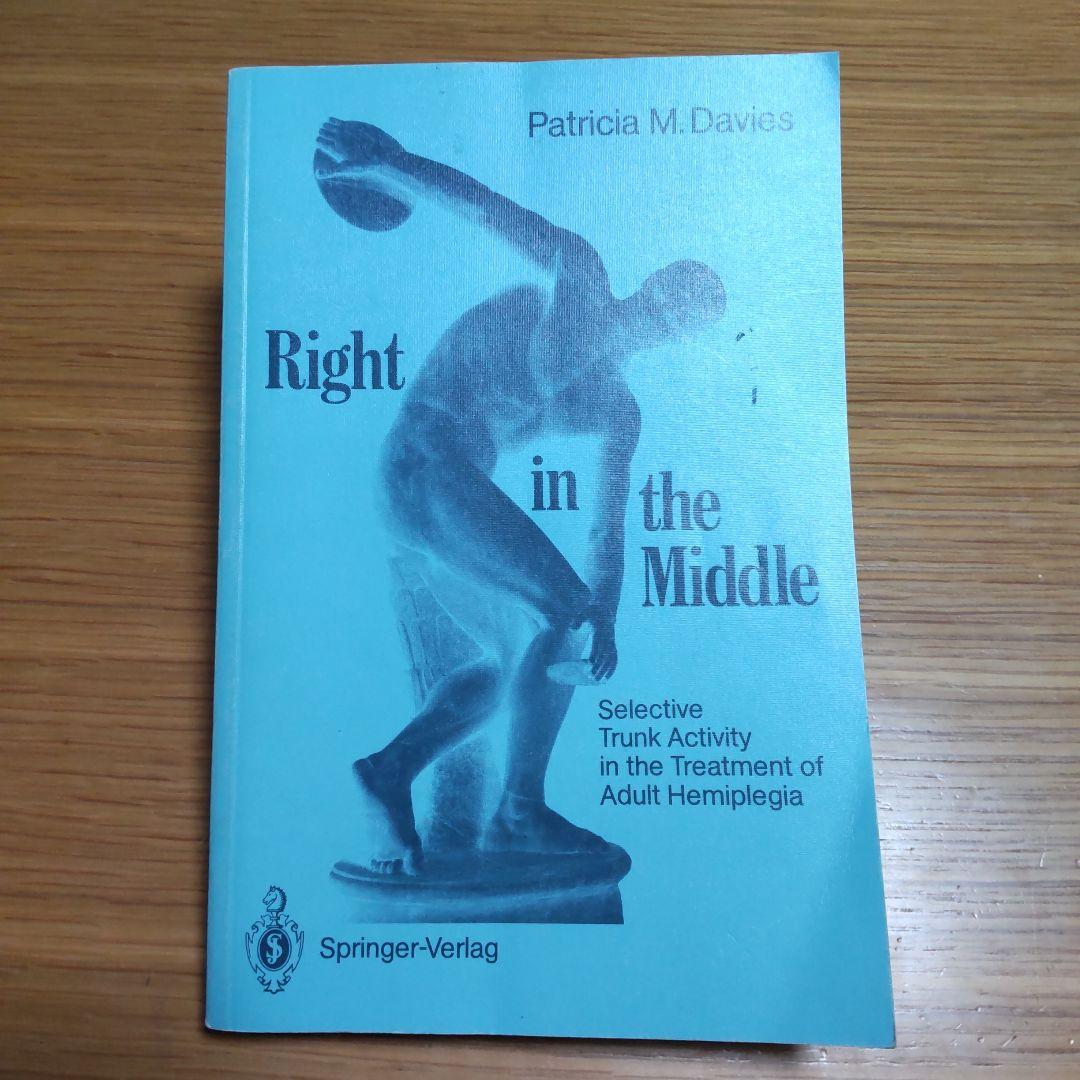 Patricia M. Davies
Right
in
the
Middle
Selective
Trunk Activity
in the Treatment of
Adult Hemiplegia
Springer-Verlag